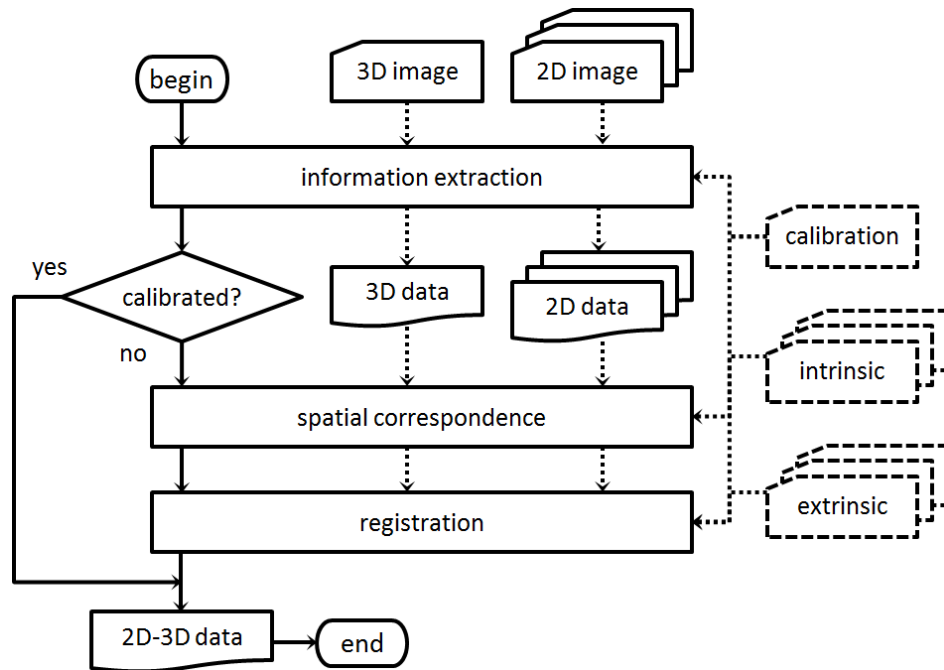 begin
3D image
2D image
information extraction
calibration
yes
calibrated?
3D data
2D data
no
intrinsic
spatial correspondence
extrinsic
registration
2D-3D data
end